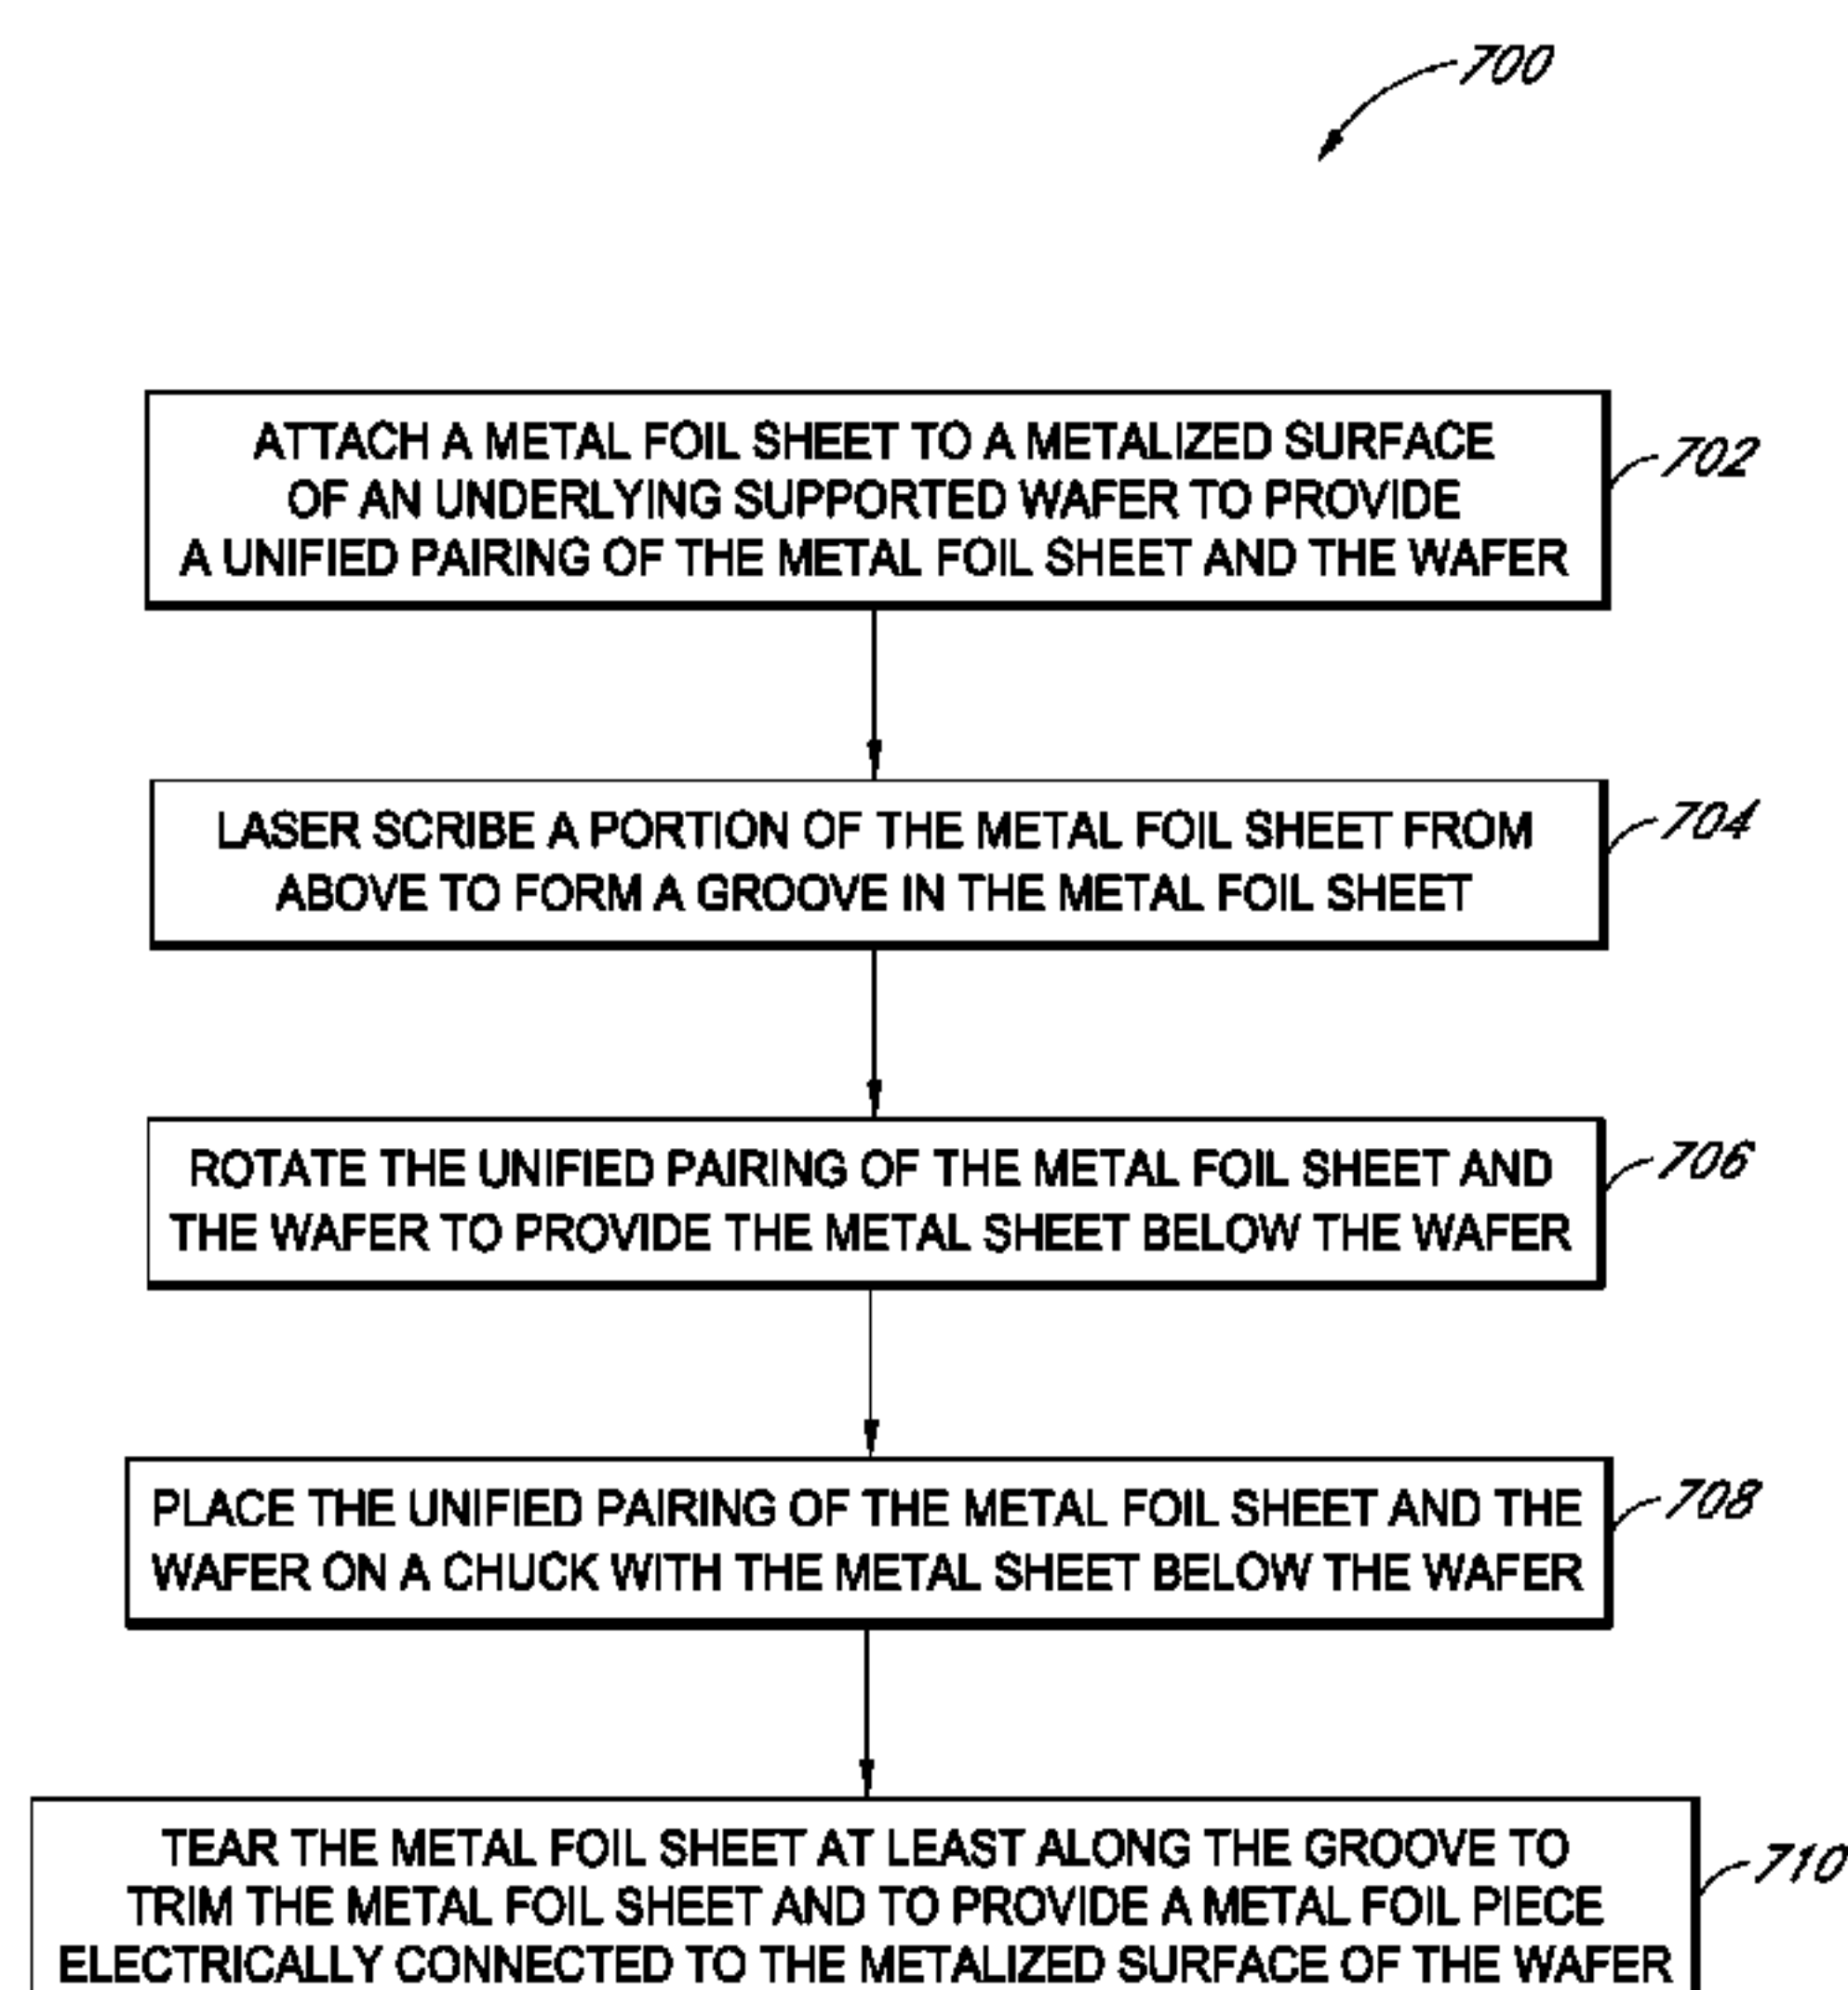 700
ATTACH A METAL FOIL SHEET TO A METALIZED SURFACE
OF AN UNDERLYING SUPPORTED WAFER TO PROVIDE
A UNIFIED PAIRING OF THE METAL FOIL SHEET AND THE WAFER
702
LASER SCRIBE A PORTION OF THE METAL FOIL SHEET FROM
ABOVE TO FORM A GROOVE IN THE METAL FOIL SHEET
704
ROTATE THE UNIFIED PAIRING OF THE METAL FOIL SHEET AND
THE WAFER TO PROVIDE THE METAL SHEET BELOW THE WAFER
706
PLACE THE UNIFIED PAIRING OF THE METAL FOIL SHEET AND THE
WAFER ON A CHUCK WITH THE METAL SHEET BELOW THE WAFER
708
TEAR THE METAL FOIL SHEET AT LEAST ALONG THE GROOVE TO
TRIM THE METAL FOIL SHEET AND TO PROVIDE A METAL FOIL PIECE
ELECTRICALLY CONNECTED TO THE METALIZED SURFACE OF THE WAFER
710